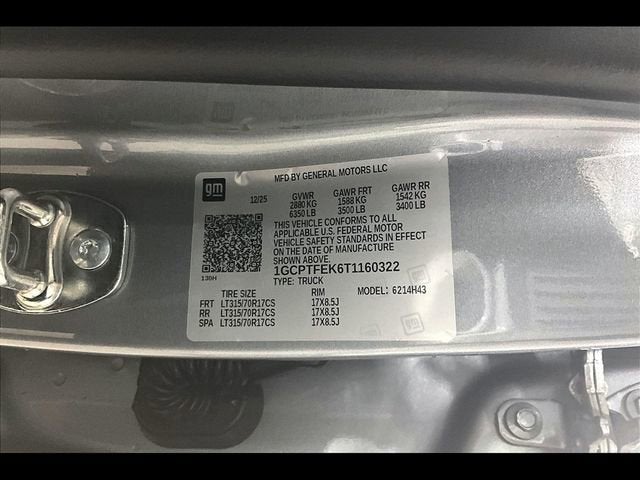 MFD BY GENERAL MOTORS LLC
gm
12/25 GVWR GAWR FRT GAWR RR
2880 KG 1588 KG 1542 KG
6350 LB 3500 LB 3400 LB
THIS VEHICLE CONFORMS TO ALL
APPLICABLE U.S. FEDERAL MOTOR
VEHICLE SAFETY STANDARDS IN EFFECT
ON THE DATE OF MANUFACTURE
SHOWN ABOVE.
1GCPTFEK6T1160322
130H TYPE: TRUCK
TIRE SIZE RIM MODEL: 6214H43
FRT LT315/70R17CS 17X8.5J
RR LT315/70R17CS 17X8.5J
SPA LT315/70R17CS 17X8.5J